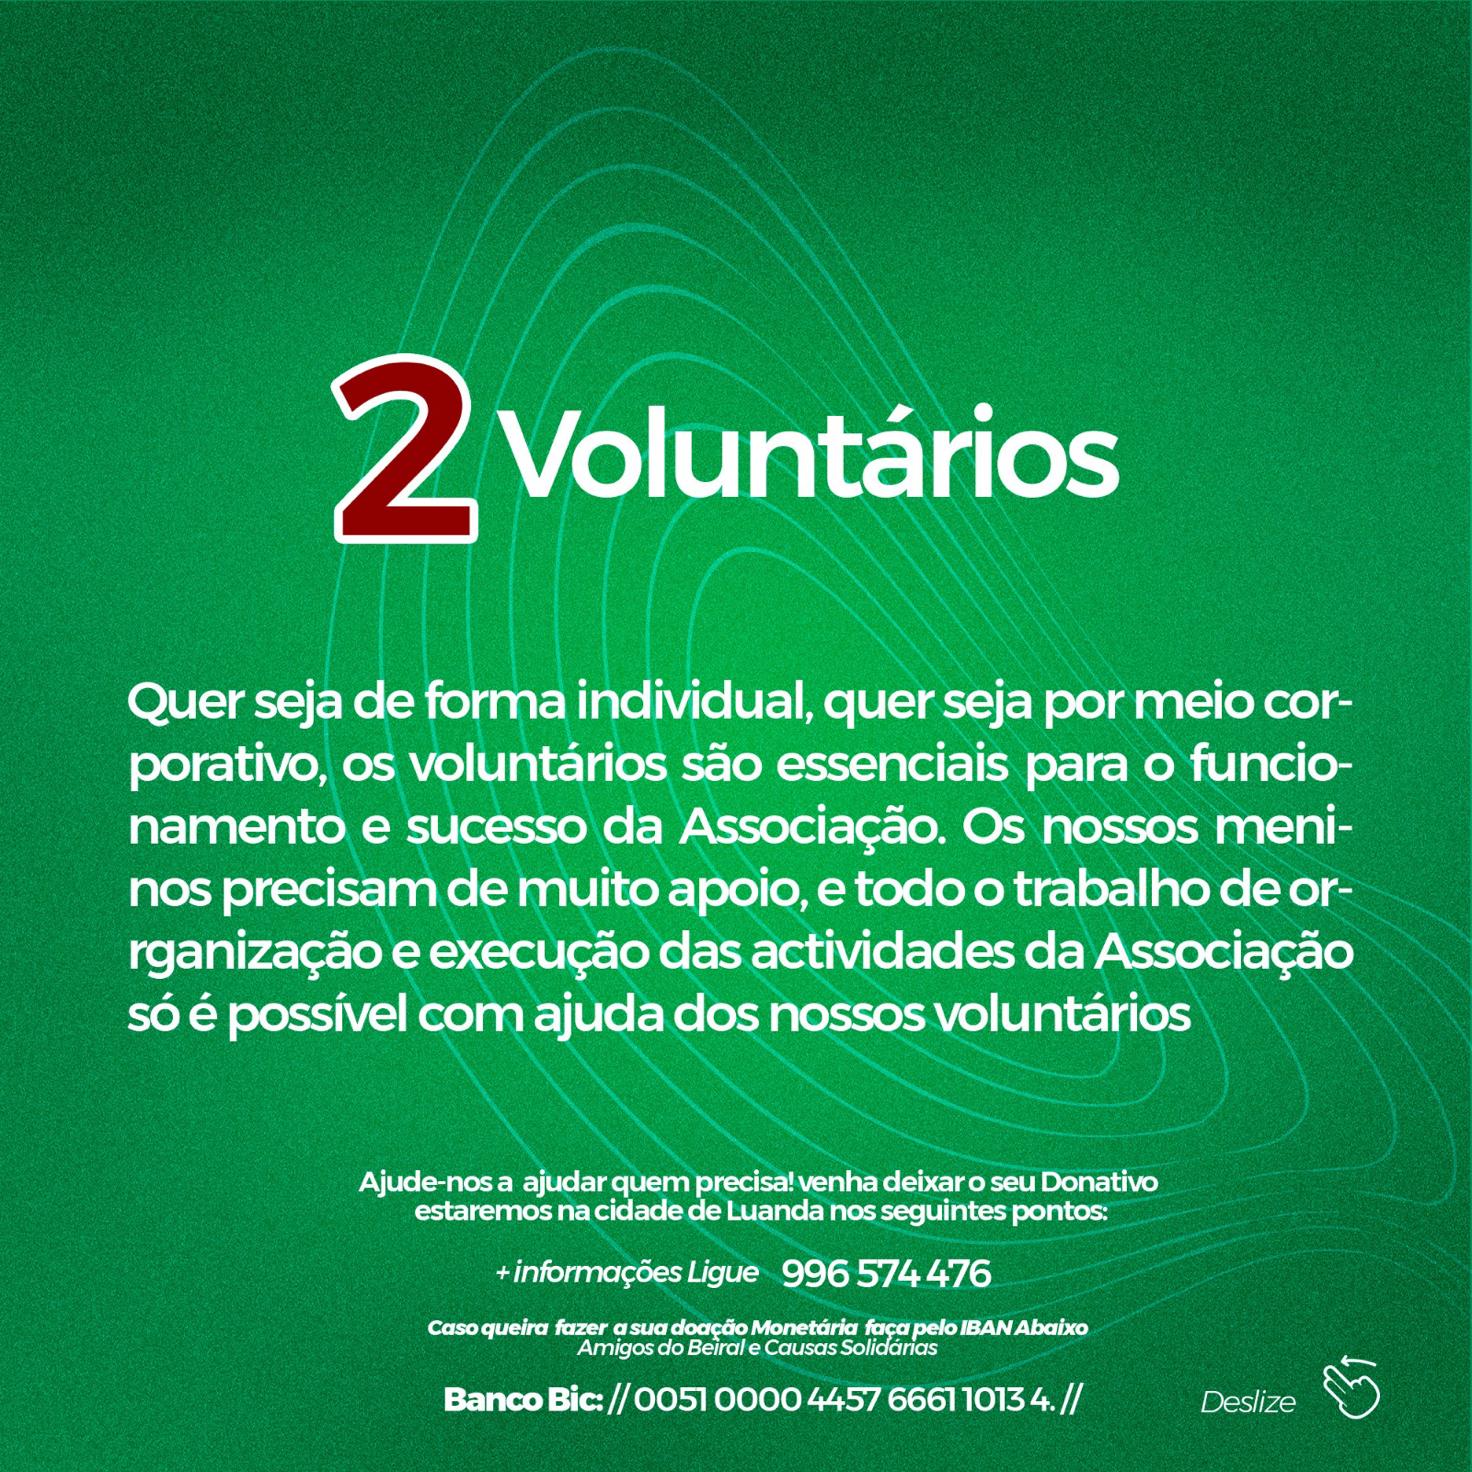 2 Voluntários
Quer seja de forma individual, quer seja por meio cor-
porativo, os voluntários são essenciais para o funcio-
namento e sucesso da Associação. Os nossos meni-
nos precisam de muito apoio, e todo o trabalho de or-
rganização e execução das actividades da Associação
só é possível com ajuda dos nossos voluntários
Ajude-nos a ajudar quem precisa! venha deixar o seu Donativo
estaremos na cidade de Luanda nos seguintes pontos:
+ informações Ligue 996 574 476
Caso queira fazer a sua doação Monetária faça pelo IBAN Abaixo
Amigos do Beiral e Causas Solidárias
Banco Bic: // 0051 0000 4457 6661 1013 4. //
Deslize